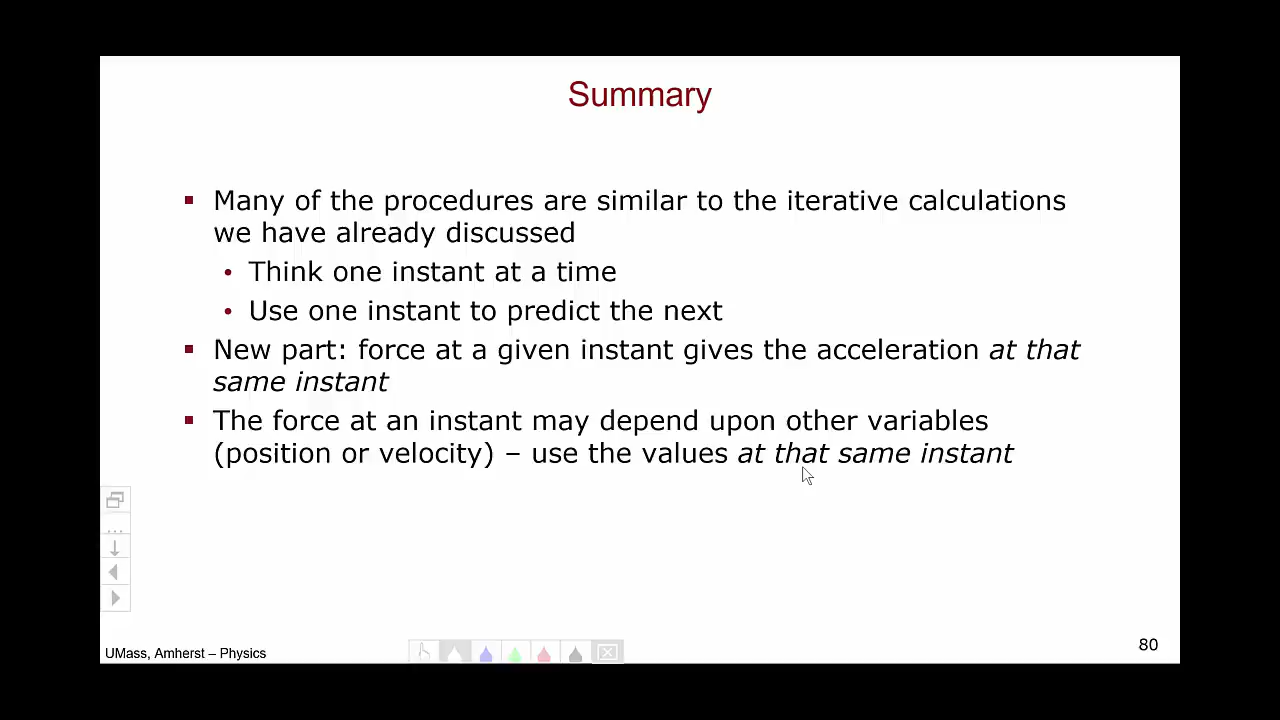 Summary
▪ Many of the procedures are similar to the iterative calculations
we have already discussed
• Think one instant at a time
• Use one instant to predict the next
▪ New part: force at a given instant gives the acceleration at that
same instant
▪ The force at an instant may depend upon other variables
(position or velocity) – use the values at that same instant
UMass, Amherst – Physics
80